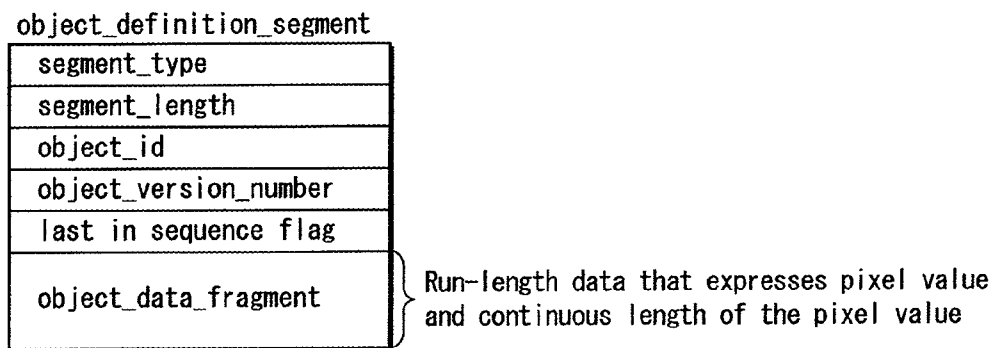 object_definition_segment
segment_type
segment_length
object_id
object_version_number
last in sequence flag
object_data_fragment
Run-length data that expresses pixel value
and continuous length of the pixel value